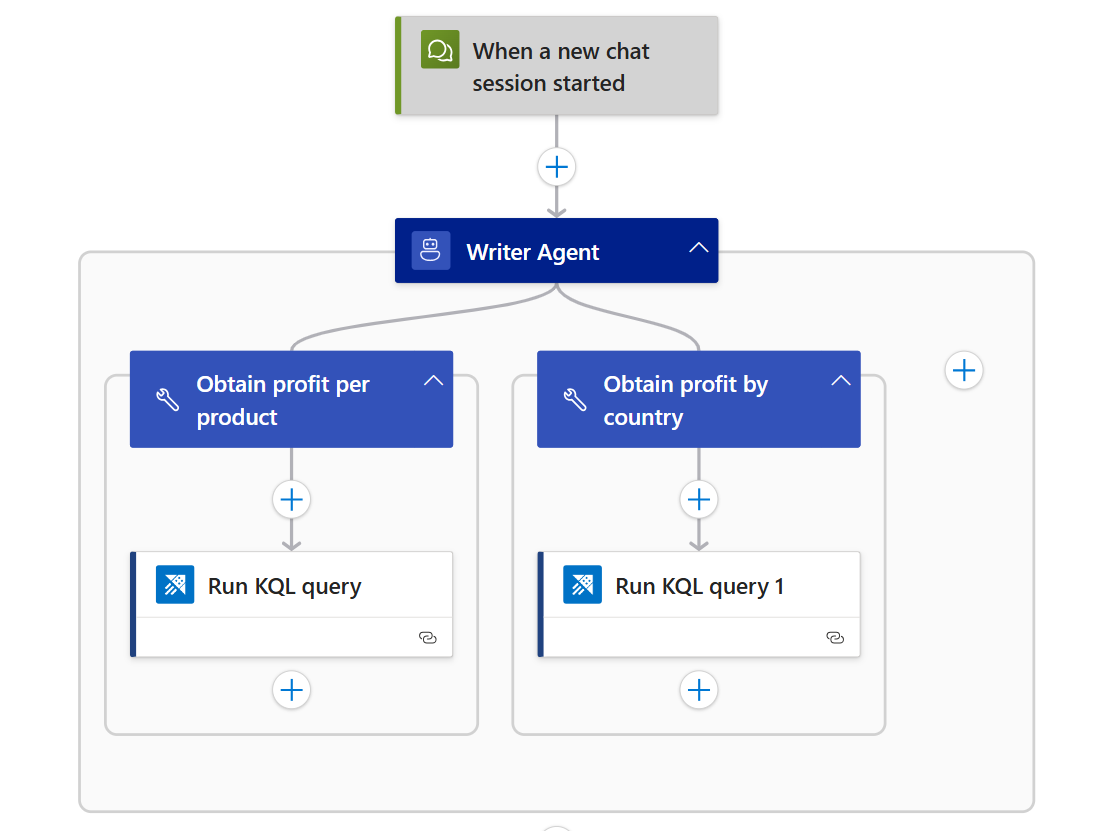 When a new chat
session started
Writer Agent
Obtain profit per
product
Obtain profit by
country
Run KQL query
Run KQL query 1